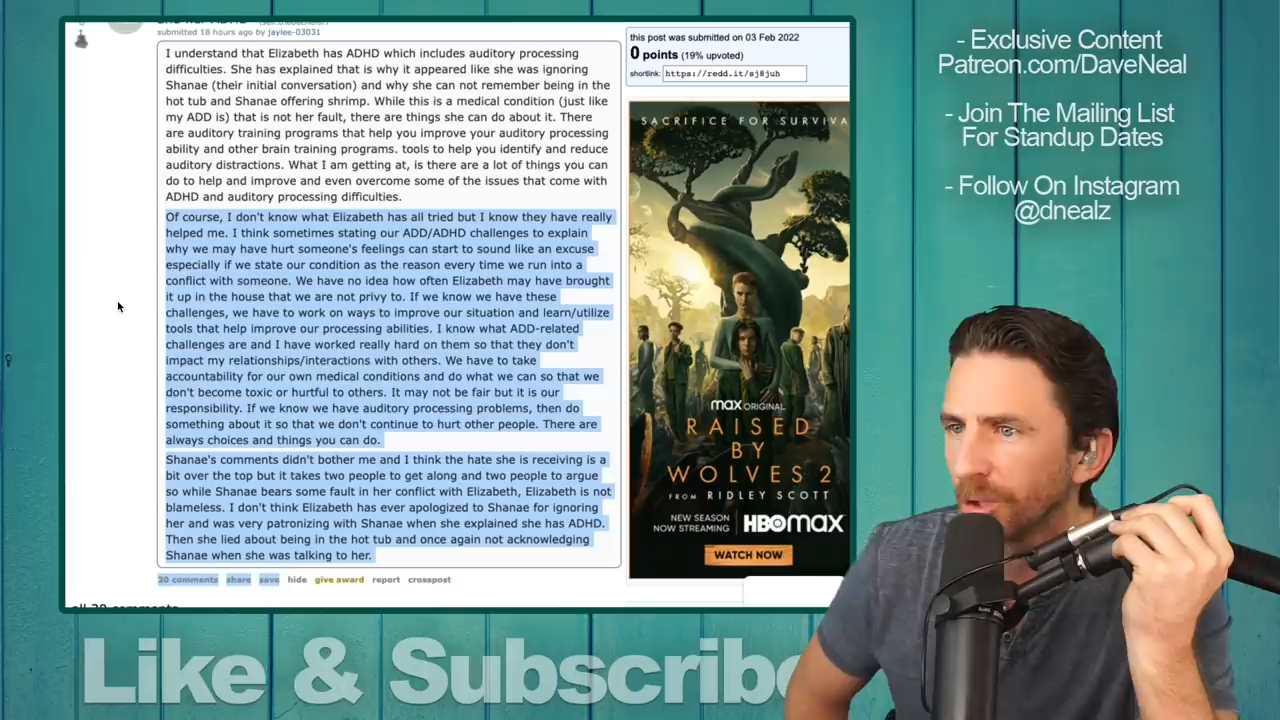 submitted 18 hours ago by jaylee-03031
I understand that Elizabeth has ADHD which includes auditory processing
difficulties. She has explained that is why it appeared like she was ignoring
Shanae (their initial conversation) and why she can not remember being in the
hot tub and Shanae offering shrimp. While this is a medical condition (just like
my ADD is) that is not her fault, there are things she can do about it. There
are auditory training programs that help you improve your auditory processing
ability and other brain training programs. tools to help you identify and reduce
auditory distractions. What I am getting at, is there are a lot of things you can
do to help and improve and even overcome some of the issues that come with
ADHD and auditory processing difficulties.
Of course, I don't know what Elizabeth has all tried but I know they have really
helped me. I think sometimes stating our ADD/ADHD challenges to explain
why we may have hurt someone's feelings can start to sound like an excuse
especially if we state our condition as the reason every time we run into a
conflict with someone. We have no idea how often Elizabeth may have brought
it up in the house that we are not privy to. If we know we have these
challenges, we have to work on ways to improve our situation and learn/utilize
tools that help improve our processing abilities. I know what ADD-related
challenges are and I have worked really hard on them so that they don't
impact my relationships/interactions with others. We have to take
accountability for our own medical conditions and do what we can so that we
don't become toxic or hurtful to others. It may not be fair but it is our
responsibility. If we know we have auditory processing problems, then do
something about it so that we don't continue to hurt other people. There are
always choices and things you can do.
Shanae's comments didn't bother me and I think the hate she is receiving is a
bit over the top but it takes two people to get along and two people to argue
so while Shanae bears some fault in her conflict with Elizabeth, Elizabeth is not
blameless. I don't think Elizabeth has ever apologized to Shanae for ignoring
her and was very patronizing with Shanae when she explained she has ADHD.
Then she lied about being in the hot tub and once again not acknowledging
Shanae when she was talking to her.
20 comments share save hide give award report crosspost
this post was submitted on 03 Feb 2022
0 points (19% upvoted)
shortlink: https://redd.it/sj8juh
SACRIFICE FOR SURVIVA
max ORIGINAL
RAISED
BY
WOLVES 2
FROM RIDLEY SCOTT
NEW SEASON
NOW STREAMING
HBOmax
WATCH NOW
- Exclusive Content
Patreon.com/DaveNeal
- Join The Mailing List
For Standup Dates
- Follow On Instagram
@dnealz
Like & Subscribe